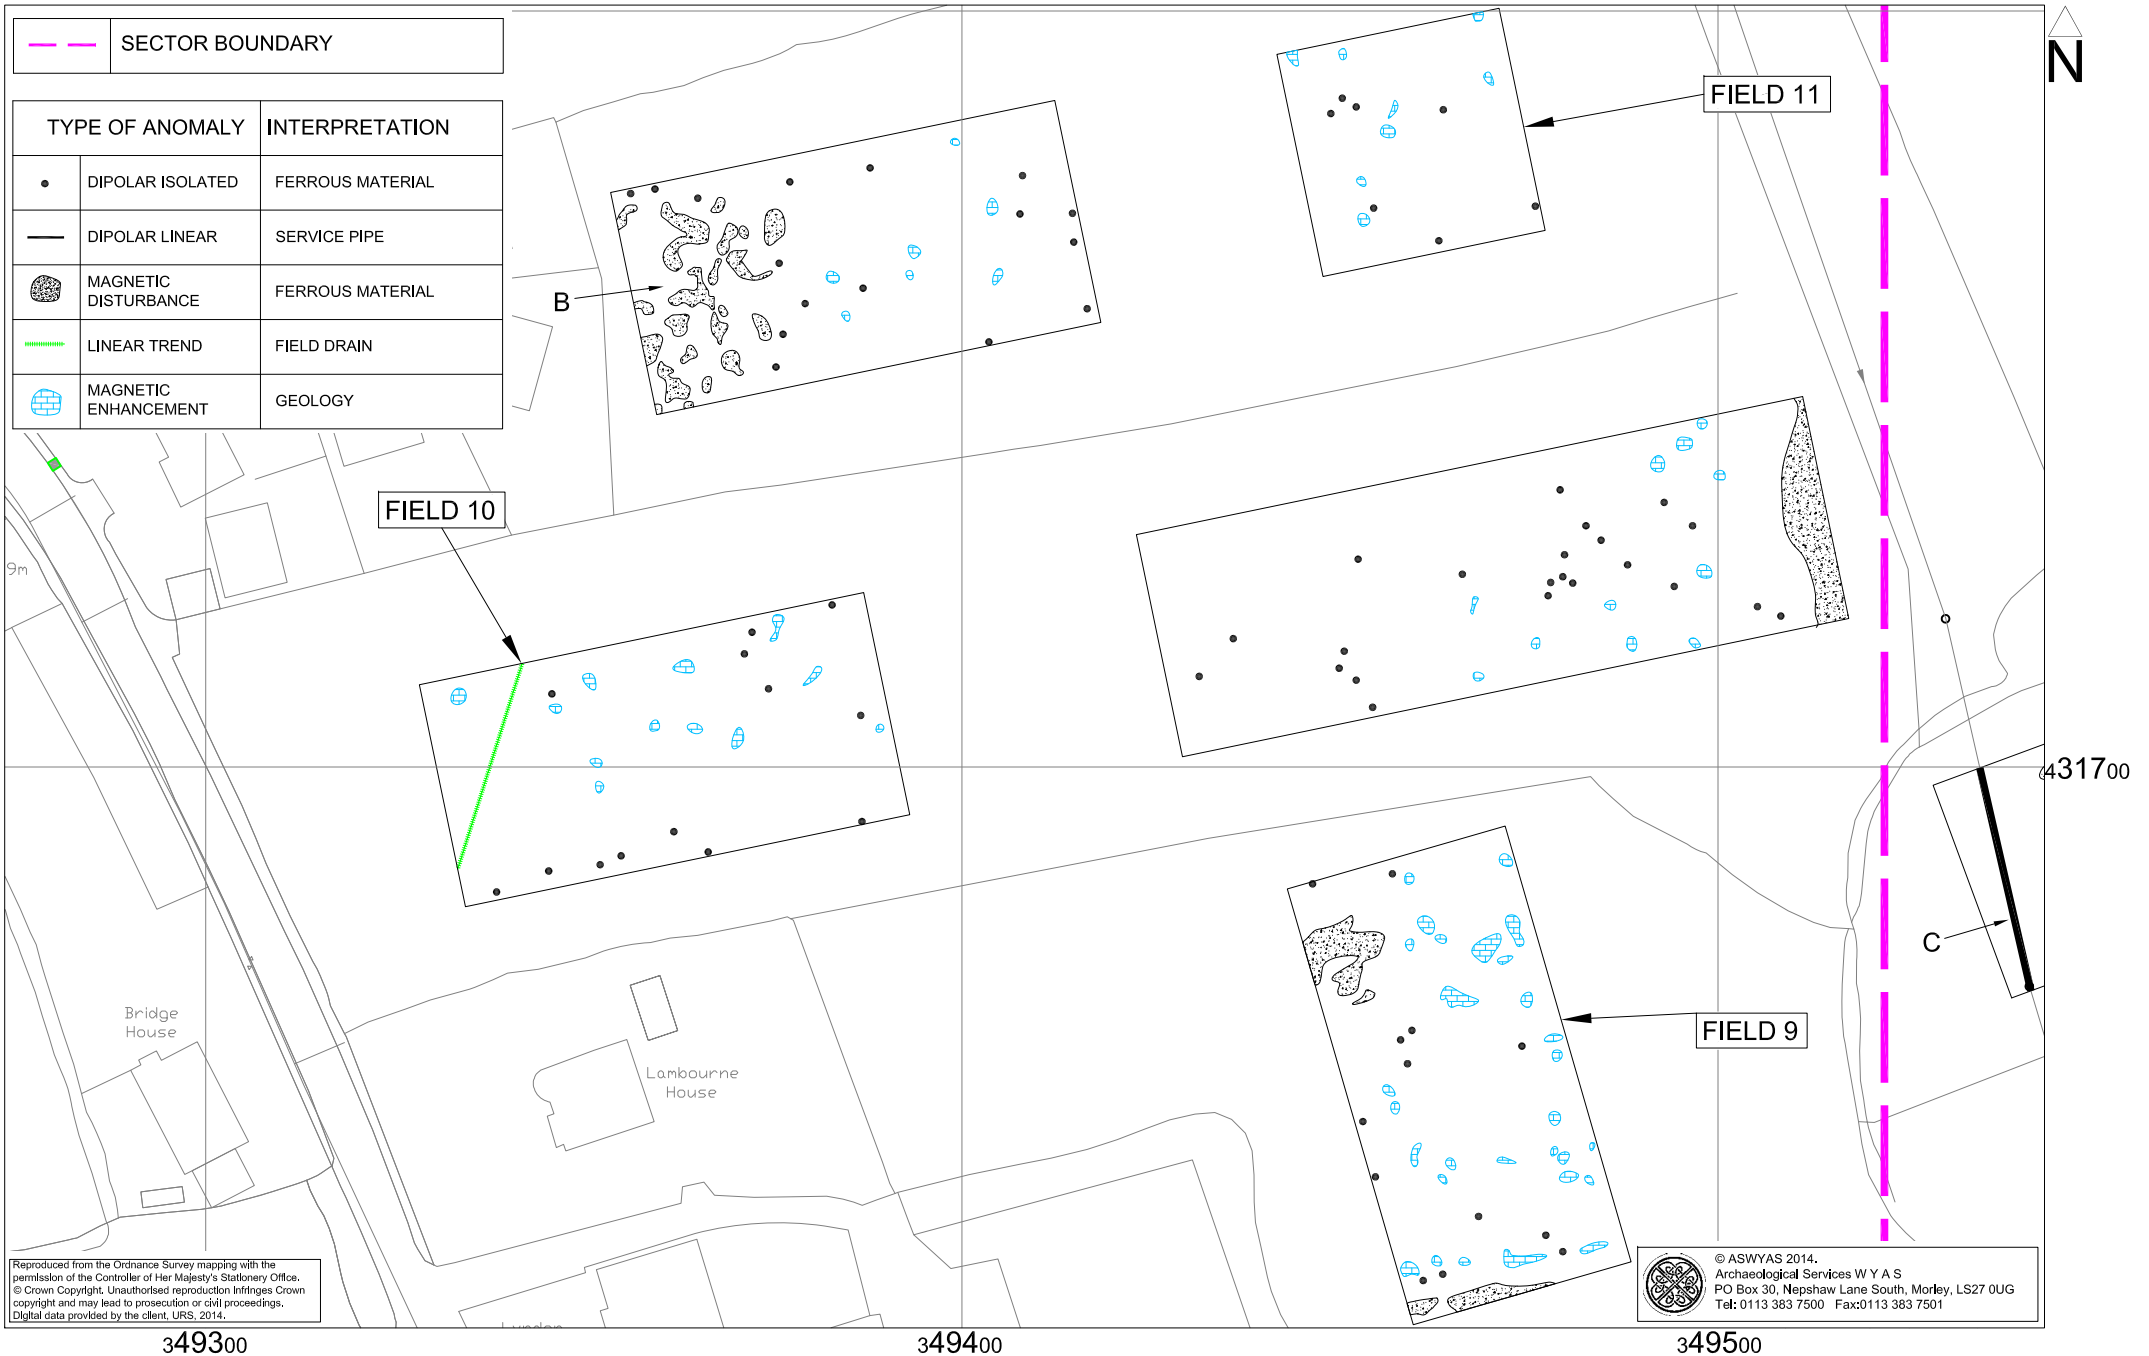 SECTOR BOUNDARY
TYPE OF ANOMALY INTERPRETATION
DIPOLAR ISOLATED FERROUS MATERIAL
DIPOLAR LINEAR SERVICE PIPE
MAGNETIC
DISTURBANCE
FERROUS MATERIAL
LINEAR TREND FIELD DRAIN
MAGNETIC
ENHANCEMENT
GEOLOGY
N
FIELD 11
B
FIELD 10
9m
431700
C
FIELD 9
Bridge
House
Lambourne
House
Reproduced from the Ordnance Survey mapping with the
permission of the Controller of Her Majesty's Stationery Office.
© Crown Copyright. Unauthorised reproduction infringes Crown
copyright and may lead to prosecution or civil proceedings.
Digital data provided by the client, URS, 2014.
© ASWYAS 2014.
Archaeological Services W Y A S
PO Box 30, Nepshaw Lane South, Morley, LS27 0UG
Tel: 0113 383 7500 Fax:0113 383 7501
349300
349400
349500